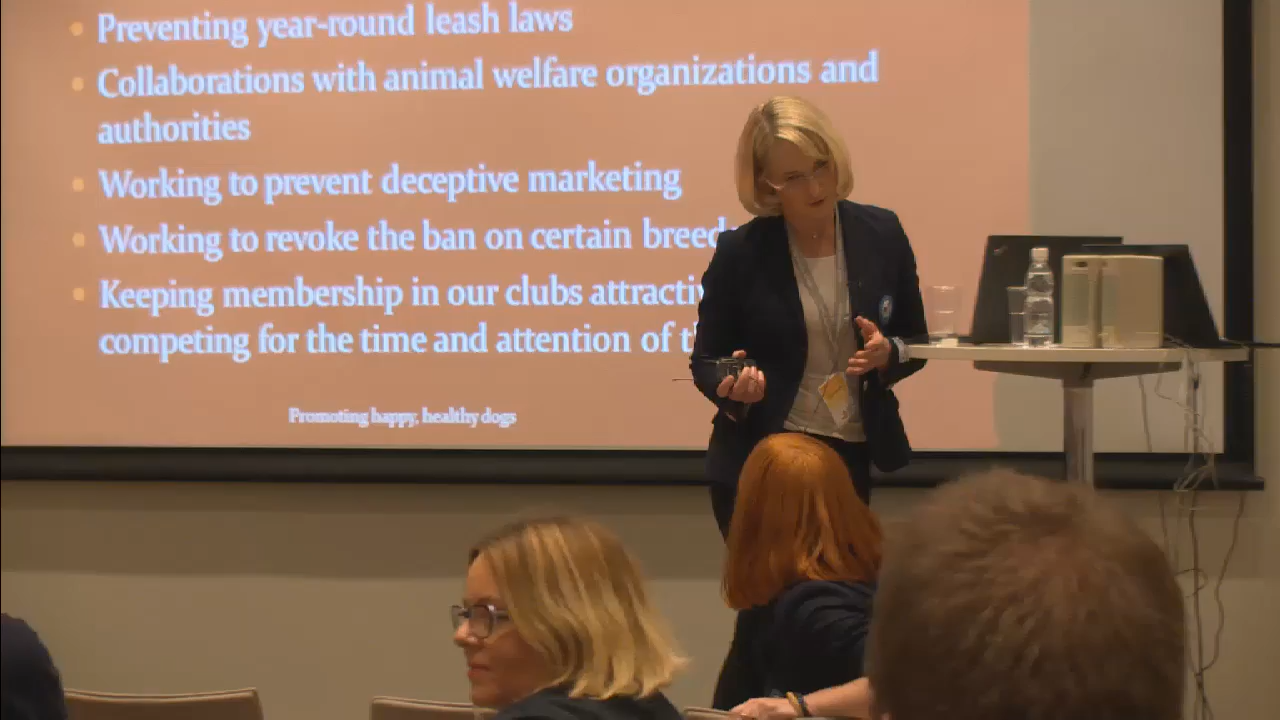 Preventing year-round leash laws
Collaborations with animal welfare organizations and
authorities
Working to prevent deceptive marketing
Working to revoke the ban on certain
Keeping membership in our clubs
competing for the time and attention of
Promoting happy, healthy dogs